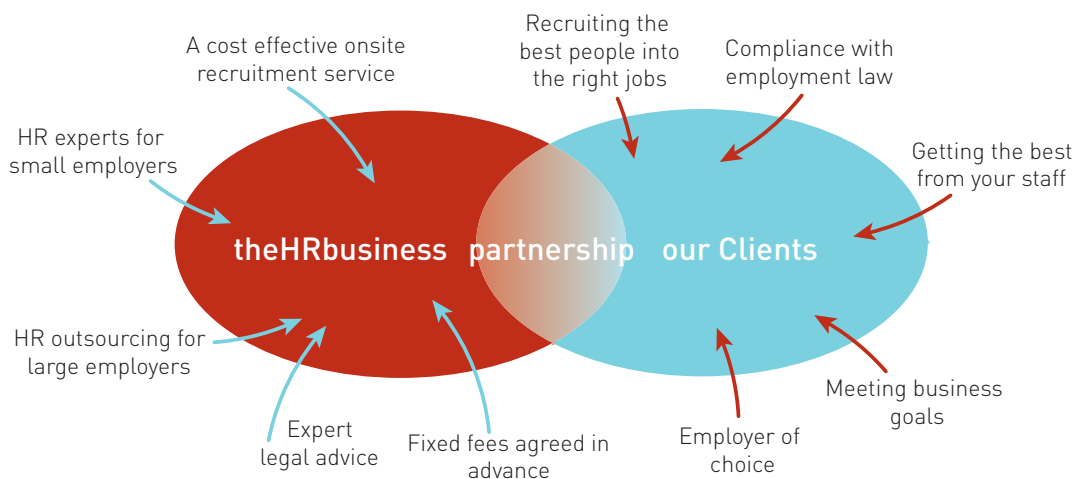 A cost effective onsite
recruitment service
Recruiting the
best people into
the right jobs
Compliance with
employment law
HR experts for
small employers
Getting the best
from your staff
theHRbusiness partnership our Clients
HR outsourcing for
large employers
Expert
legal advice
Fixed fees agreed in
advance
Employer of
choice
Meeting business
goals